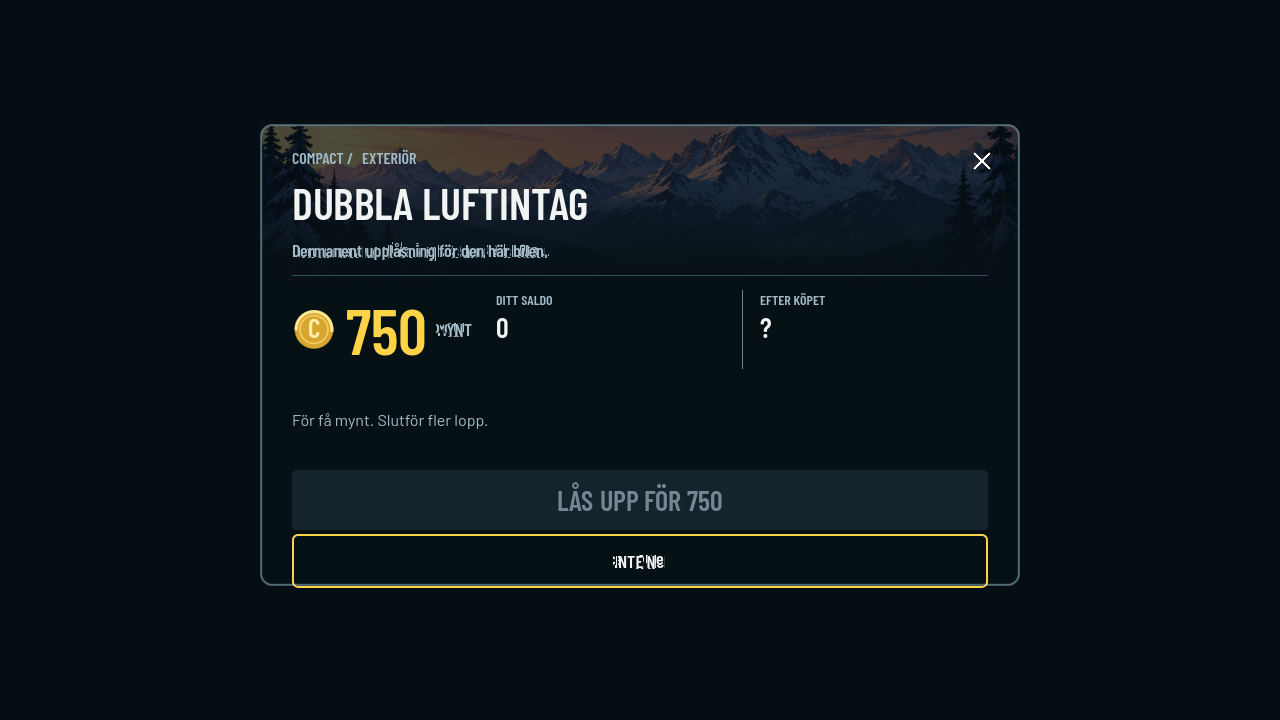 COMPACT / EXTERIÖR
DUBBLA LUFTINTAG
upplåsning för den här bilen.
C 750 MYNT
DITT SALDO
0
EFTER KÖPET
?
För få mynt. Slutför fler lopp.
LÅS UPP FÖR 750